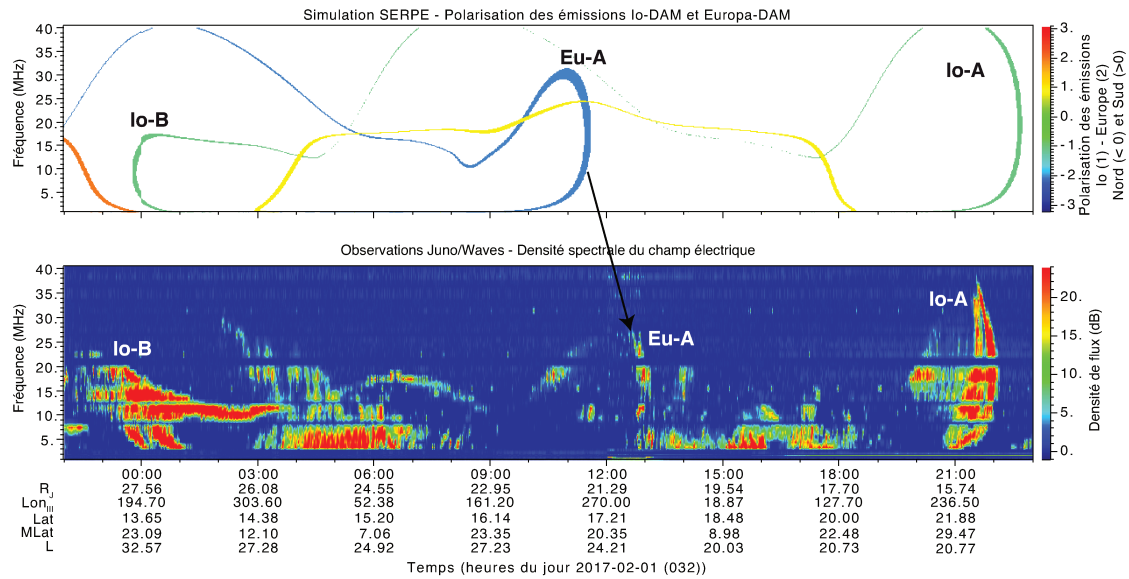 Simulation SERPE - Polarisation des émissions Io-DAM et Europa-DAM
Fréquence (MHz)
40.
35.
30.
25.
20
15.
10.
5.
Io-B
Eu-A
Io-A
3.
2.
1.
0.
-1
-2
-3
Polarisation des émissions
Io (1) - Europe (2)
Nord (< 0) et Sud (>0)
Observations Juno/Waves - Densité spectrale du champ électrique
Fréquence (MHz)
40.
35.
30.
25.
20.
15.
10.
5.
Io-B
Eu-A
Io-A
20.
15.
10.
5.
0.
Densité de flux (dB)
00:00 03:00 06:00 09:00 12:00 15:00 18:00 21:00
RJ 27.56 26.08 24.55 22.95 21.29 19.54 17.70 15.74
LonIII 194.70 303.60 52.38 161.20 270.00 18.87 127.70 236.50
Lat 13.65 14.38 15.20 16.14 17.21 18.48 20.00 21.88
MLat 23.09 12.10 7.06 23.35 20.35 8.98 22.48 29.47
L 32.57 27.28 24.92 27.23 24.21 20.03 20.73 20.77
Temps (heures du jour 2017-02-01 (032))